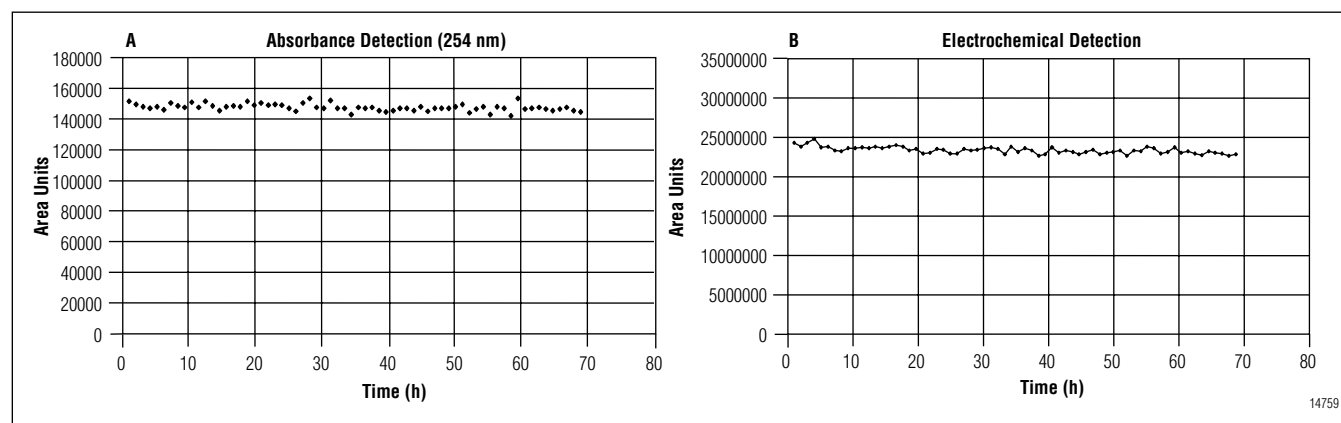 A
Absorbance Detection (254 nm)
180000
160000
140000
120000
100000
80000
60000
40000
20000
0
Area Units
0 10 20 30 40 50 60 70 80
Time (h)
B
Electrochemical Detection
35000000
30000000
25000000
20000000
15000000
10000000
5000000
0
Area Units
0 10 20 30 40 50 60 70 80
Time (h)
14759